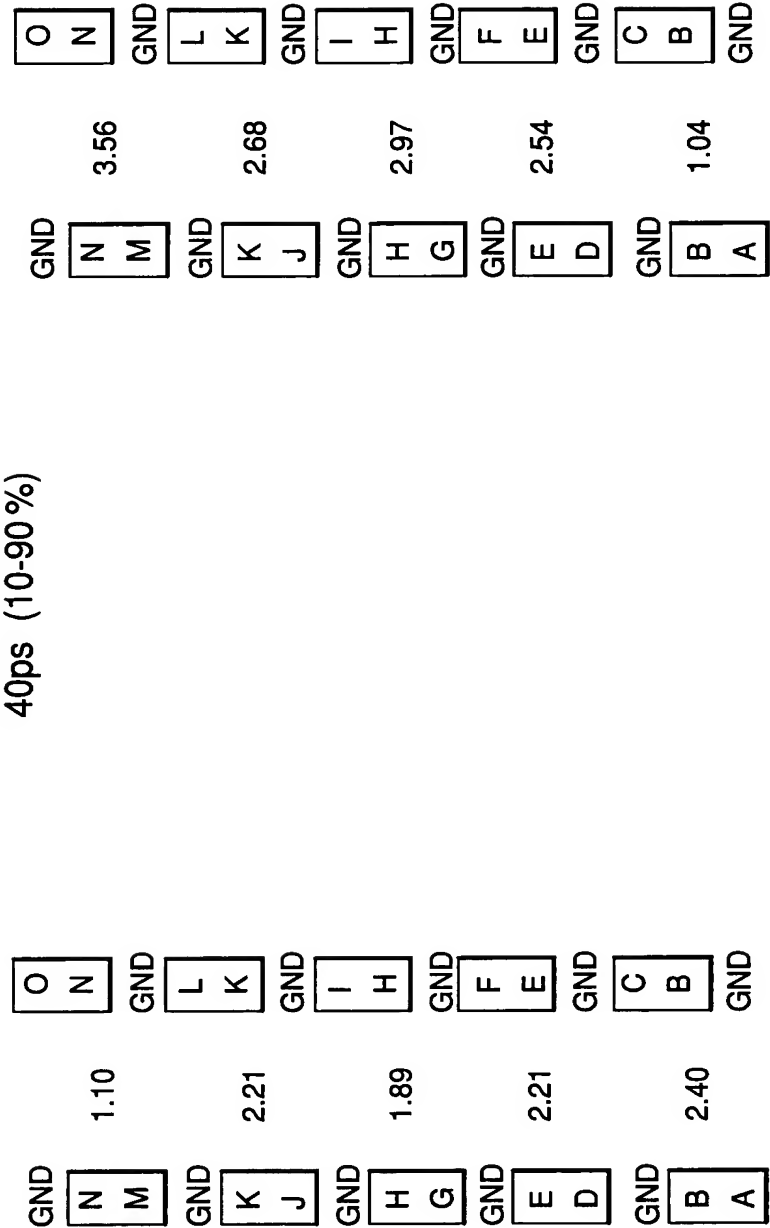 40ps (10-90 %)
GND O GND O
N 1.10 N N 3.56 N
M GND M GND
GND L GND L
K 2.21 K K 2.68 K
J GND J GND
GND I GND I
H 1.89 H H 2.97 H
G GND G GND
GND F GND F
E 2.21 E E 2.54 E
D GND D GND
GND C GND C
B 2.40 B B 1.04 B
A GND A GND